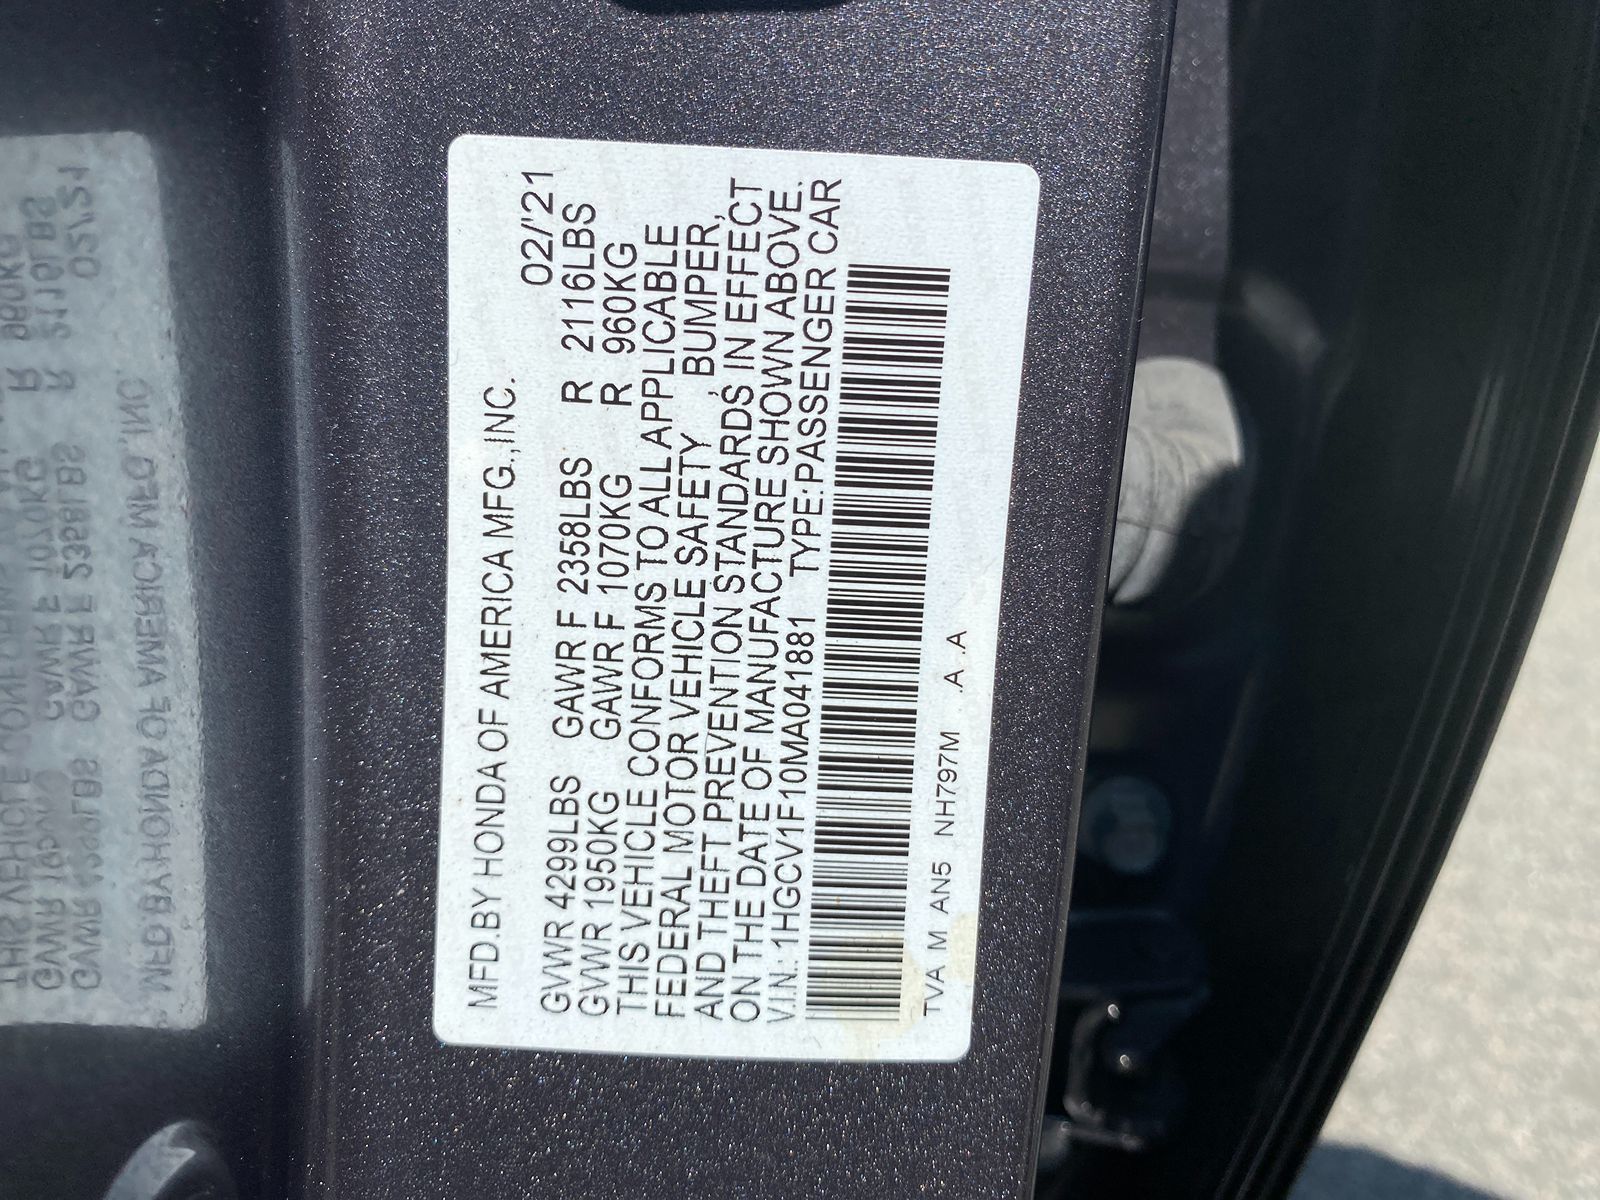 MFD.BY HONDA OF AMERICA MFG.,INC. 02/'21
GVWR 4299LBS GAWR F 2358LBS R 2116LBS
GVWR 1950KG GAWR F 1070KG R 960KG
THIS VEHICLE CONFORMS TO ALL APPLICABLE
FEDERAL MOTOR VEHICLE SAFETY , BUMPER,
AND THEFT PREVENTION STANDARDS IN EFFECT
ON THE DATE OF MANUFACTURE SHOWN ABOVE.
V.I.N.:1HGCV1F10MA041881 TYPE:PASSENGER CAR
TVA M AN5 NH797M .A .A